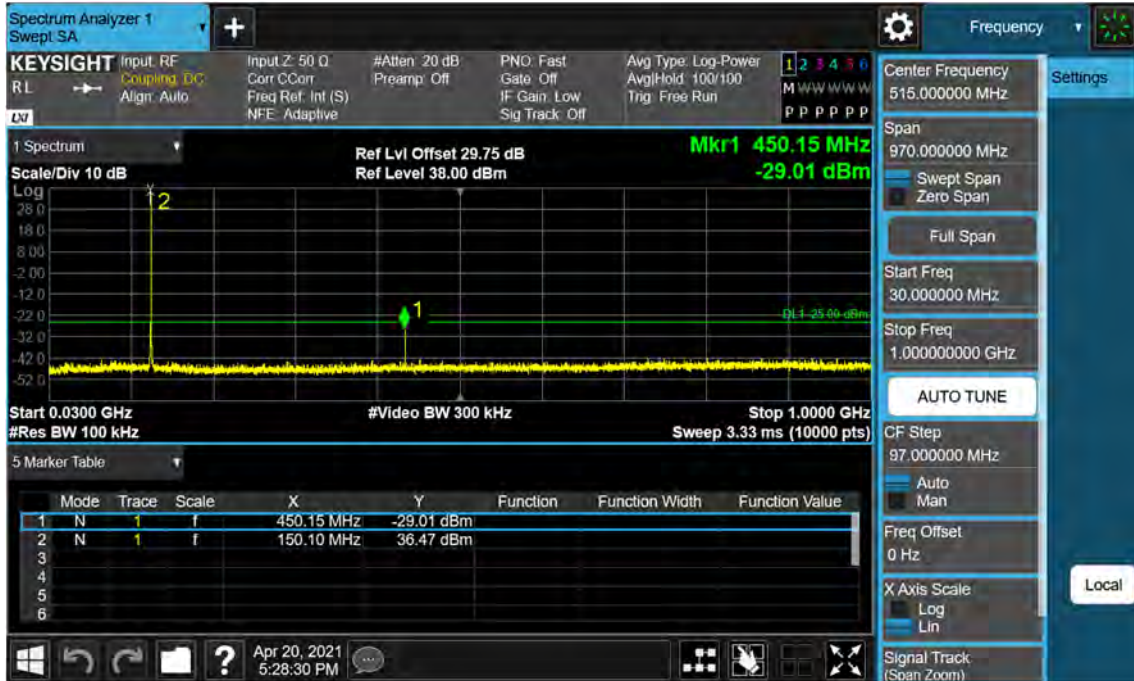 Spectrum Analyzer 1
Swept SA
+
Frequency
KEYSIGHT
RL
LXI
Input: RF
Coupling: DC
Align: Auto
Input Z: 50 Ω
Corr CCorr
Freq Ref: Int (S)
NFE: Adaptive
#Atten: 20 dB
Preamp: Off
PNO: Fast
Gate: Off
IF Gain: Low
Sig Track: Off
Avg Type: Log-Power
Avg|Hold: 100/100
Trig: Free Run
1 2 3 4 5 6
M W W W W W
P P P P P P
1 Spectrum
Scale/Div 10 dB
Ref Lvl Offset 29.75 dB
Ref Level 38.00 dBm
Mkr1 450.15 MHz
-29.01 dBm
Log
28.0
18.0
8.00
-2.00
-12.0
-22.0
-32.0
-42.0
-52.0
2
1
DL1 -25.00 dBm
Start 0.0300 GHz
#Res BW 100 kHz
#Video BW 300 kHz
Stop 1.0000 GHz
Sweep 3.33 ms (10000 pts)
5 Marker Table
Mode Trace Scale X Y Function Function Width Function Value
1 N 1 f 450.15 MHz -29.01 dBm
2 N 1 f 150.10 MHz 36.47 dBm
3
4
5
6
?
Apr 20, 2021
5:28:30 PM
Center Frequency
515.000000 MHz
Span
970.000000 MHz
Swept Span
Zero Span
Full Span
Start Freq
30.000000 MHz
Stop Freq
1.000000000 GHz
AUTO TUNE
CF Step
97.000000 MHz
Auto
Man
Freq Offset
0 Hz
X Axis Scale
Log
Lin
Signal Track
(Span Zoom)
Settings
Local